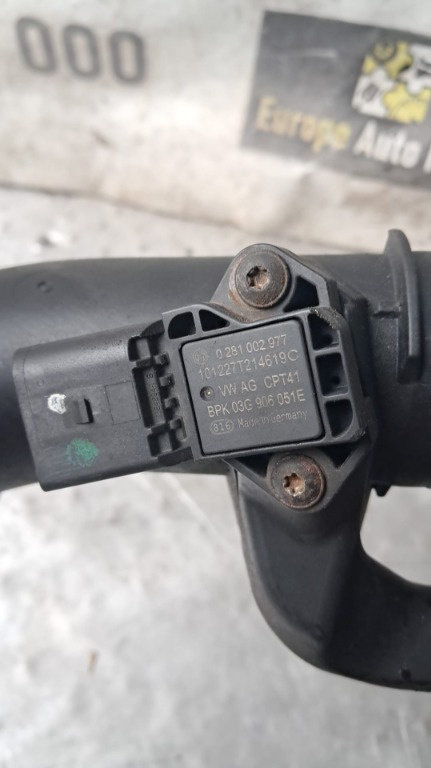 000
Europe Auto
0 281 002 977
101227T214619C
VW AG CPT41
BPK 03G 906 051E
(816) Made in Germany